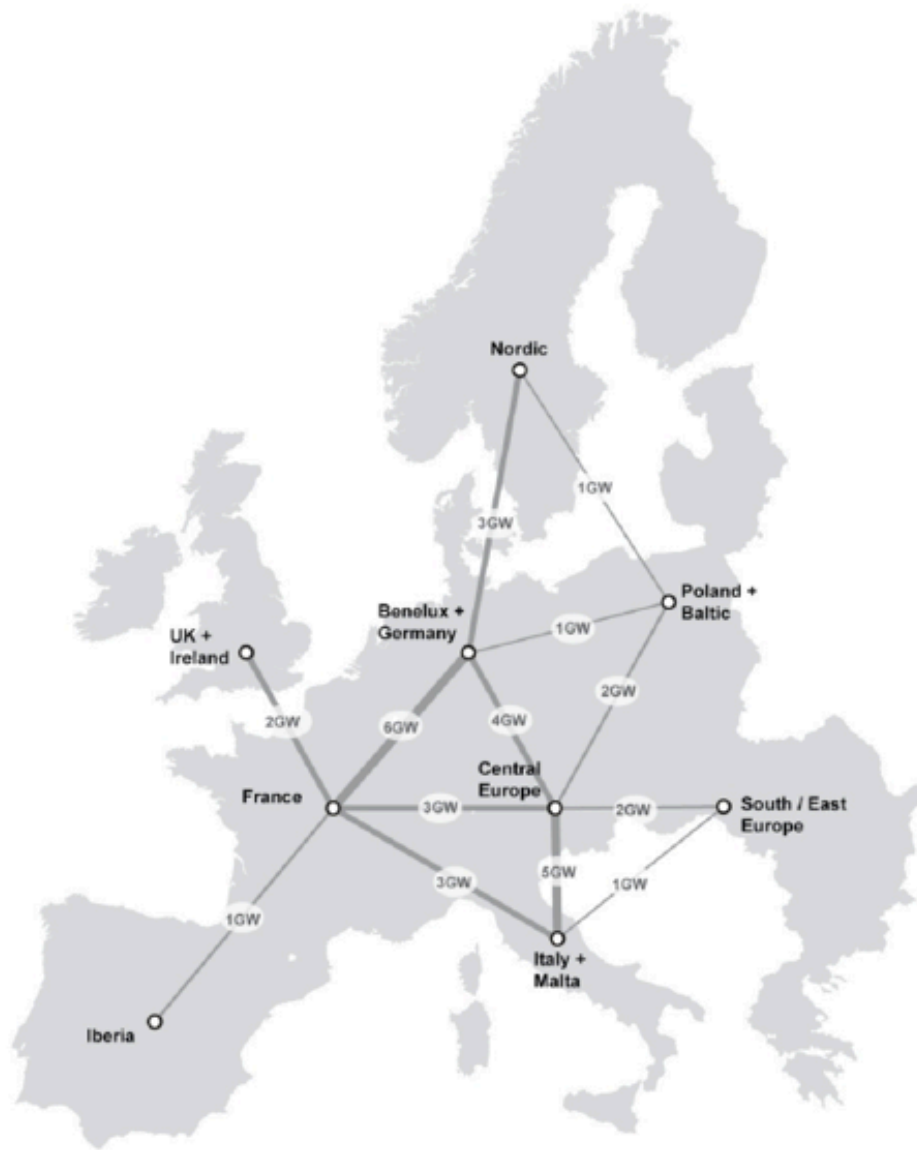 Nordic
1GW
3GW
Poland +
Baltic
Benelux +
Germany
1GW
UK +
Ireland
2GW
6GW
4GW
2GW
Central
Europe
France
3GW
2GW
South / East
Europe
5GW
3GW
1GW
1GW
Italy +
Malta
Iberia